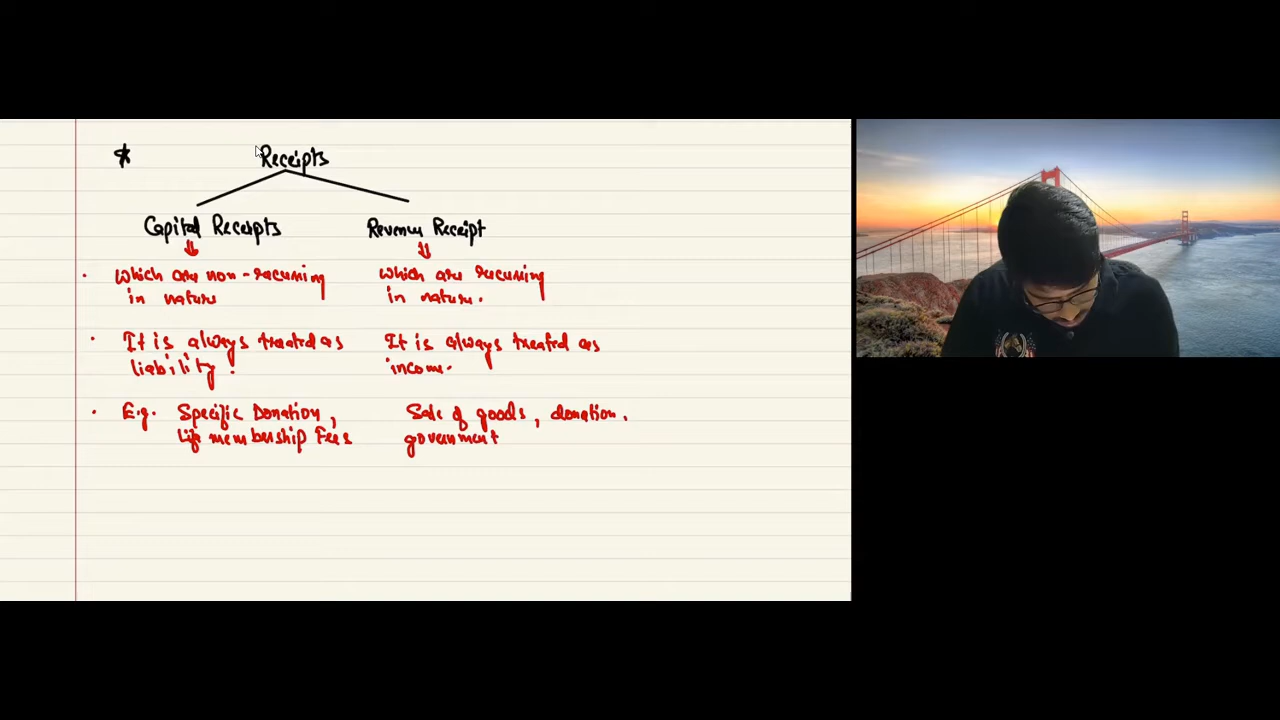 * Receipts
Capital Receipts Revenue Receipt
· Which are non-recurring which are recurring
in nature in nature.
· It is always treated as It is always treated as
liability. income.
· E.g. Specific Donation, Sale of goods, donation.
Life membership Fees government